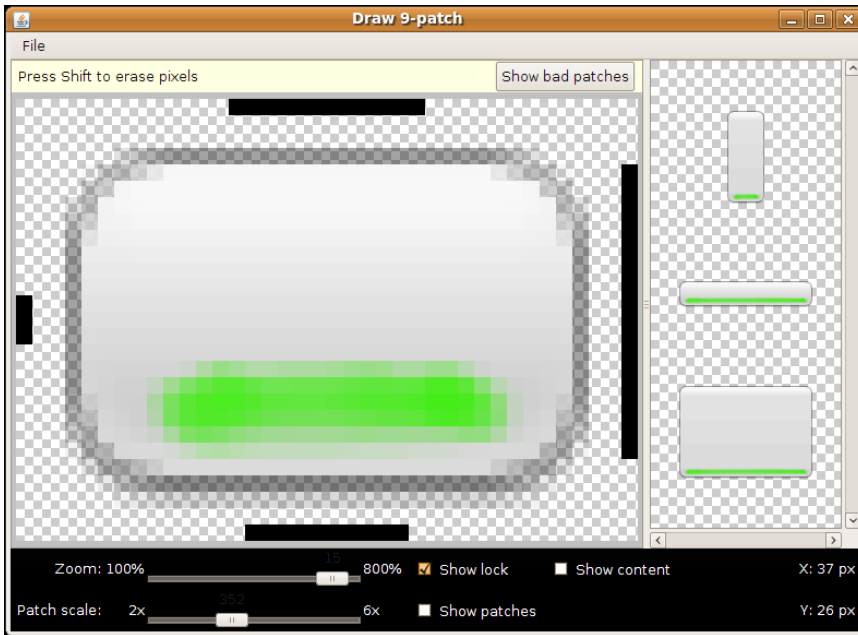 Draw 9-patch
File
Press Shift to erase pixels
Show bad patches
Zoom: 100% 15 800% Show lock Show content X: 37 px
Patch scale: 2x 352 6x Show patches Y: 26 px